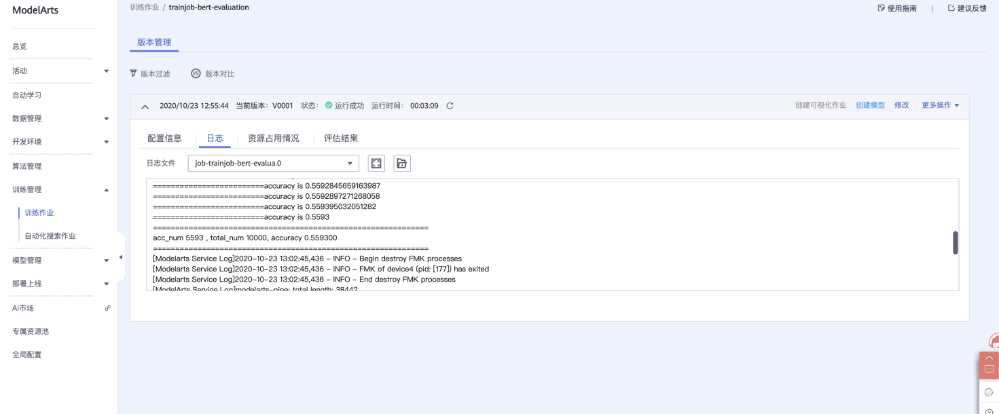 ModelArts
训练作业 / trainjob-bert-evaluation
使用指南 | 建议反馈
总览
活动
自动学习
数据管理
开发环境
算法管理
训练管理
训练作业
自动化搜索作业
模型管理
部署上线
AI市场
专属资源池
全局配置
版本管理
版本过滤 VS 版本对比
2020/10/23 12:55:44 当前版本: V0001 状态: 运行成功 运行时间: 00:03:09 创建可视化作业 创建模型 修改 更多操作
配置信息 日志 资源占用情况 评估结果
日志文件 job-trainjob-bert-evalua.0
=========================accuracy is 0.5592845659163987
=========================accuracy is 0.5592897271268058
=========================accuracy is 0.559395032051282
=========================accuracy is 0.5593
==============================================================
acc_num 5593 , total_num 10000, accuracy 0.559300
==============================================================
[Modelarts Service Log]2020-10-23 13:02:45,436 - INFO - Begin destroy FMK processes
[Modelarts Service Log]2020-10-23 13:02:45,436 - INFO - FMK of device4 (pid: [177]) has exited
[Modelarts Service Log]2020-10-23 13:02:45,436 - INFO - End destroy FMK processes
[ModelArts Service Log]modelarts-pipe: total length: 38442